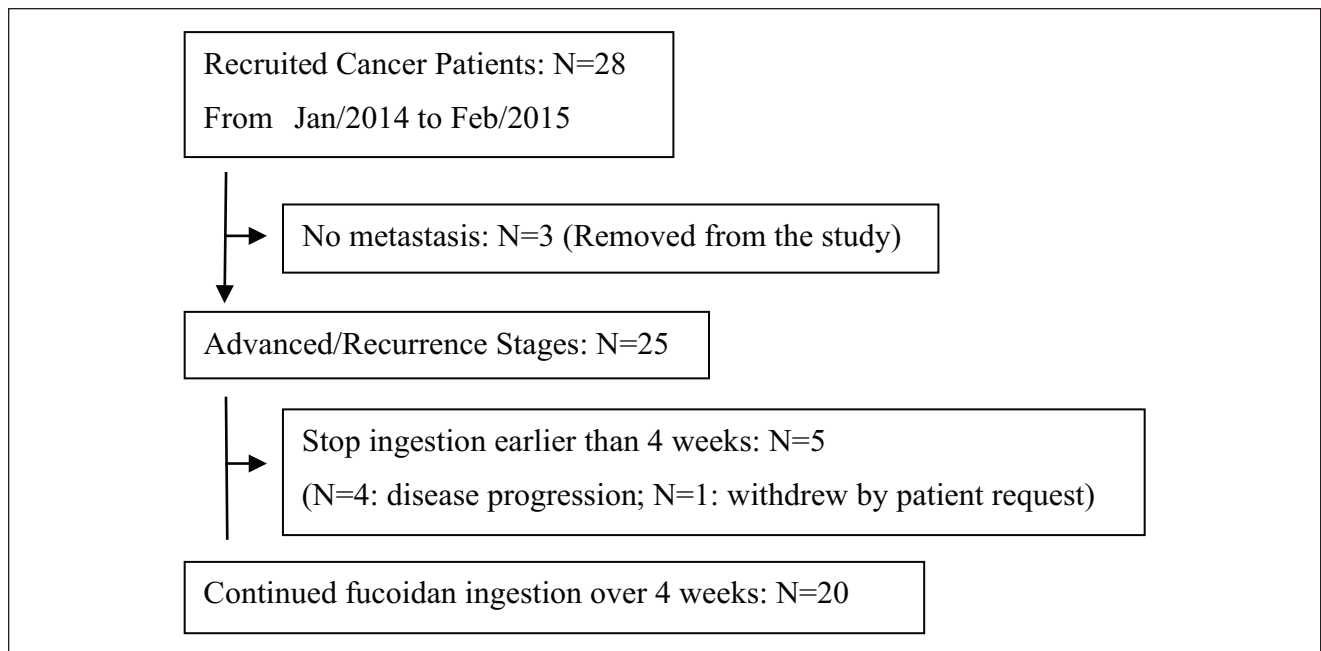 Recruited Cancer Patients: N=28
From Jan/2014 to Feb/2015
No metastasis: N=3 (Removed from the study)
Advanced/Recurrence Stages: N=25
Stop ingestion earlier than 4 weeks: N=5
(N=4: disease progression; N=1: withdrew by patient request)
Continued fucoidan ingestion over 4 weeks: N=20